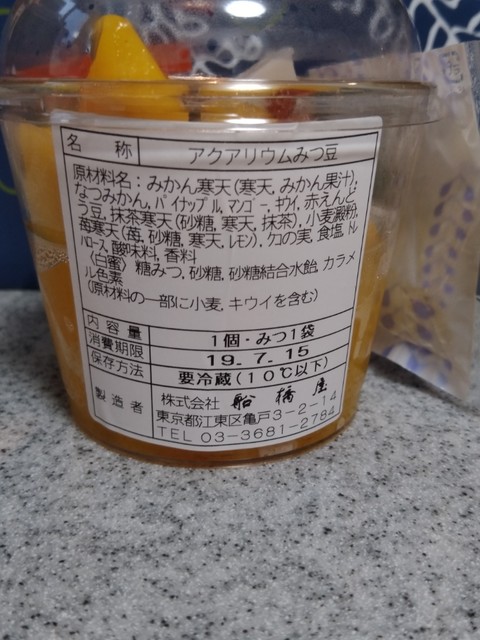 名 称 アクアリウムみつ豆
原材料名：みかん寒天(寒天,みかん果汁),
なつみかん,パイナップル,マンゴー,キウイ,赤えんど
う豆,抹茶寒天(砂糖,寒天,抹茶),小麦澱粉,
苺寒天(苺,砂糖,寒天,レモン),クコの実,食塩,トレ
ハロース,酸味料,香料
〈白蜜〉糖みつ,砂糖,砂糖結合水飴,カラメ
ル色素
(原材料の一部に小麦,キウイを含む)
内容量 1個・みつ1袋
消費期限 19.7.15
保存方法 要冷蔵(10℃以下)
製造者 株式会社 船橋屋
東京都江東区亀戸3-2-14
TEL 03-3681-2784